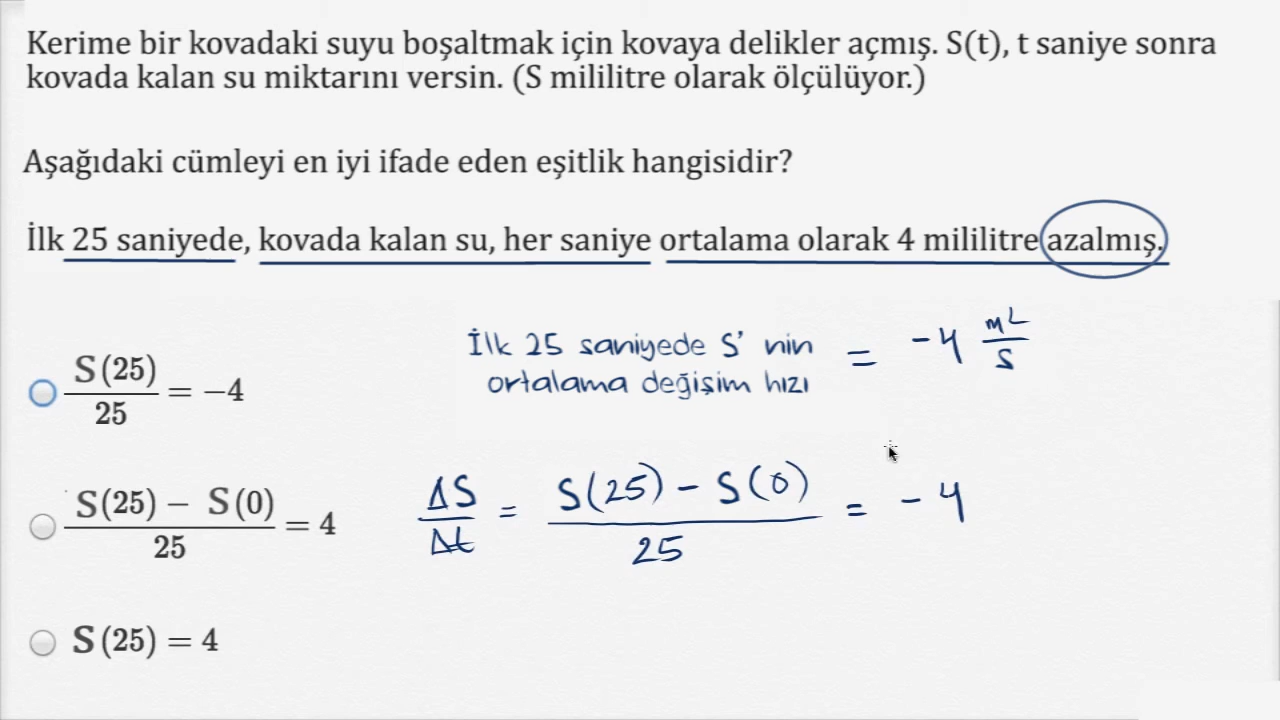 Kerime bir kovadaki suyu boşaltmak için kovaya delikler açmış. S(t), t saniye sonra
kovada kalan su miktarını versin. (S mililitre olarak ölçülüyor.)
Aşağıdaki cümleyi en iyi ifade eden eşitlik hangisidir?
İlk 25 saniyede, kovada kalan su, her saniye ortalama olarak 4 mililitre azalmış.
İlk 25 saniyede S' nin
ortalama değişim hızı
= -4 mL/s
S(25)/25 = −4
S(25) − S(0)/25 = 4
ΔS/Δt = S(25) - S(0)/25 = -4
S(25) = 4